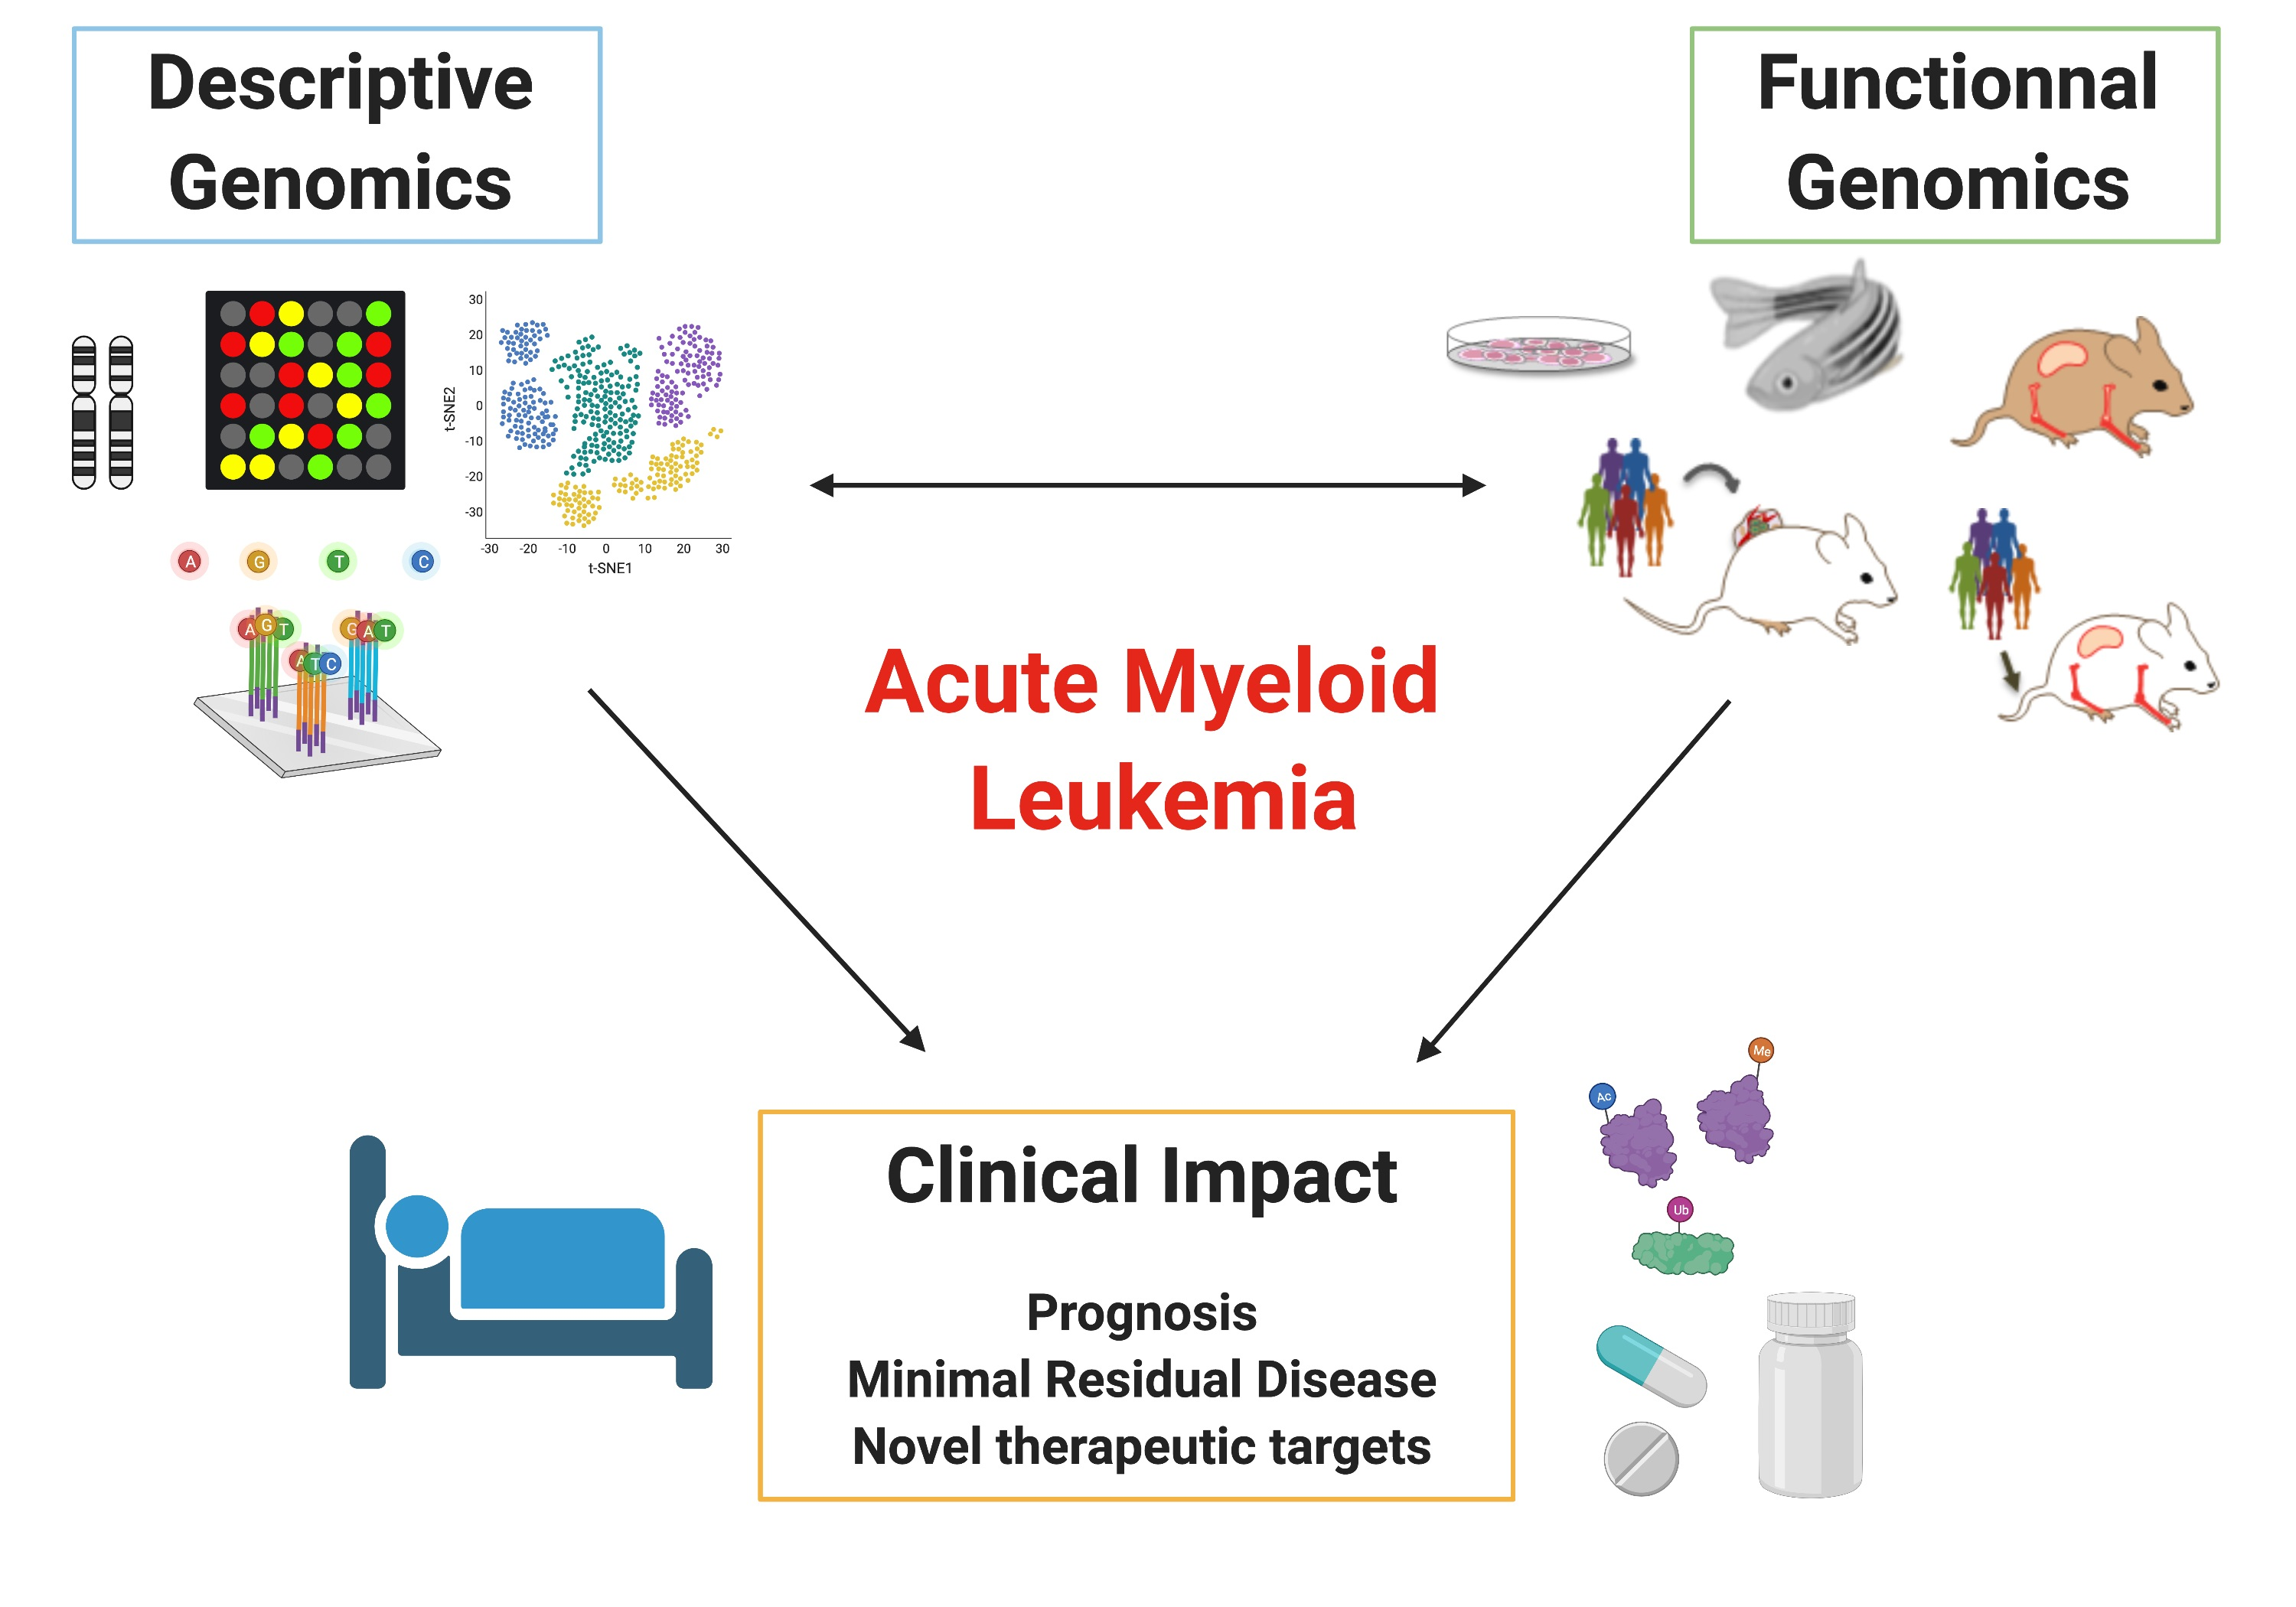 Descriptive
Genomics
Functionnal
Genomics
30
20
10
0
-10
-20
-30
t-SNE2
-30 -20 -10 0 10 20 30
t-SNE1
A G T C
A G T
G A T
A T C
Acute Myeloid
Leukemia
Clinical Impact
Prognosis
Minimal Residual Disease
Novel therapeutic targets
Me
Ac
Ub